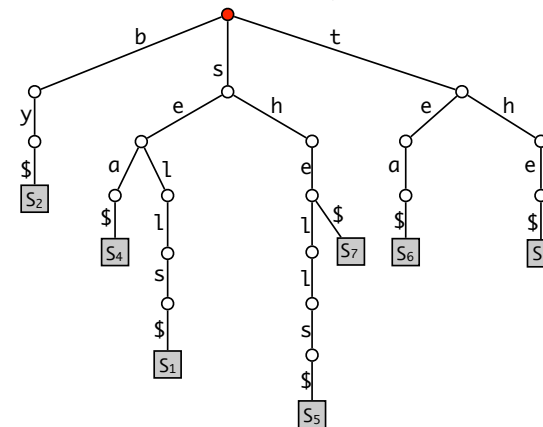 b s t
e h e h
y
a l e a e
$ $ l l $ $ $
S₂ S₄ S₇ S₆ S
s l
$ s
S₁ $
S₅